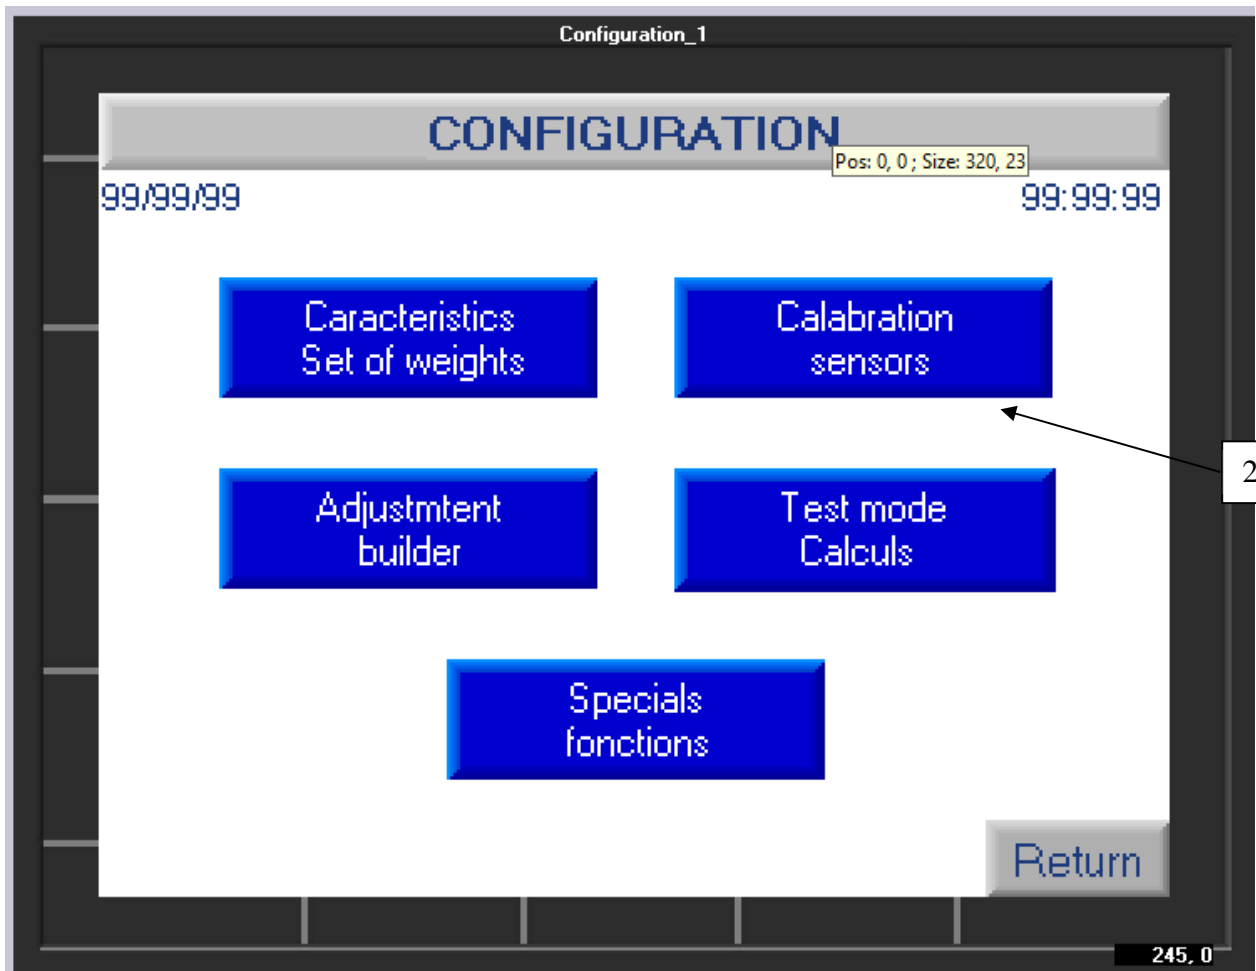 Configuration_1
CONFIGURATION
Pos: 0, 0 ; Size: 320, 23
99/99/99
99:99:99
Caracteristics
Set of weights
Calabration
sensors
2
Adjustmtent
builder
Test mode
Calculs
Specials
fonctions
Return
245, 0